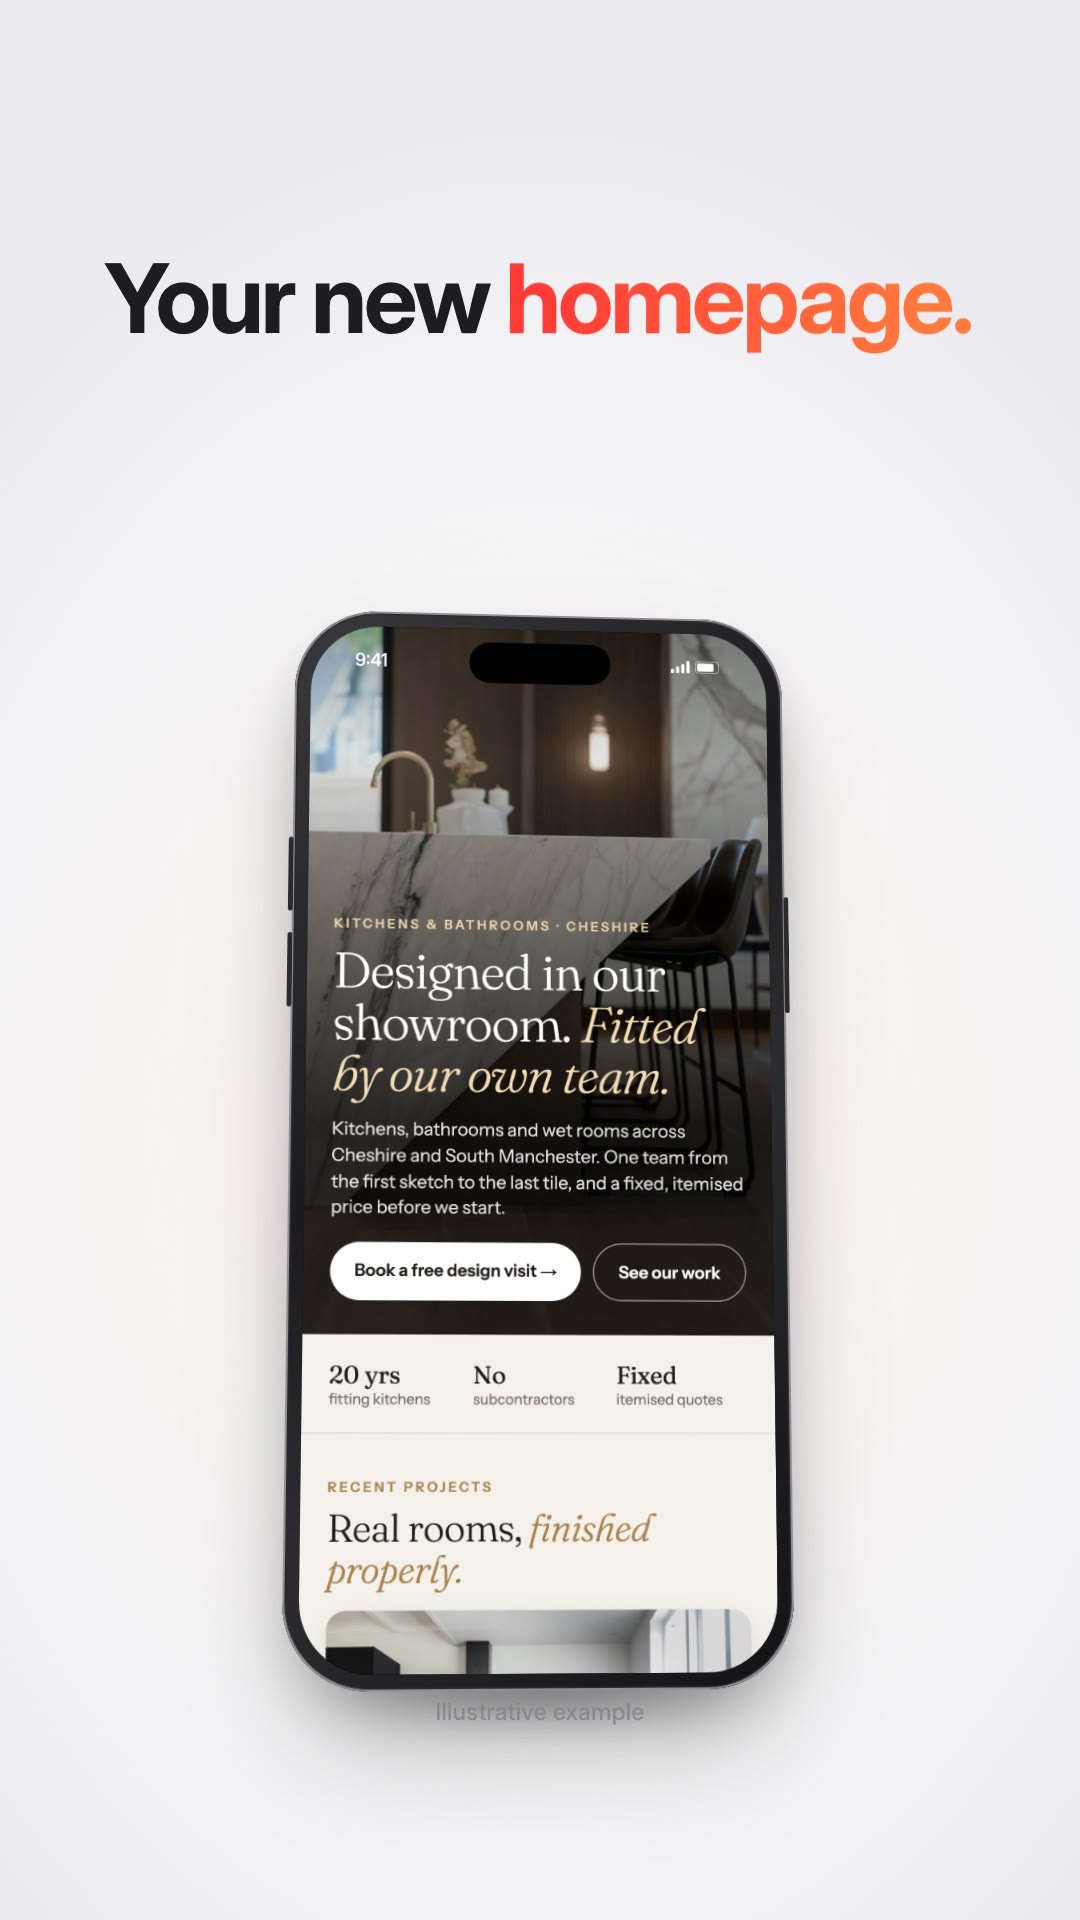 Your new homepage.
9:41
KITCHENS & BATHROOMS · CHESHIRE
Designed in our
showroom. Fitted
by our own team.
Kitchens, bathrooms and wet rooms across
Cheshire and South Manchester. One team from
the first sketch to the last tile, and a fixed, itemised
price before we start.
Book a free design visit →
See our work
20 yrs
fitting kitchens
No
subcontractors
Fixed
itemised quotes
RECENT PROJECTS
Real rooms, finished
properly.
Illustrative example